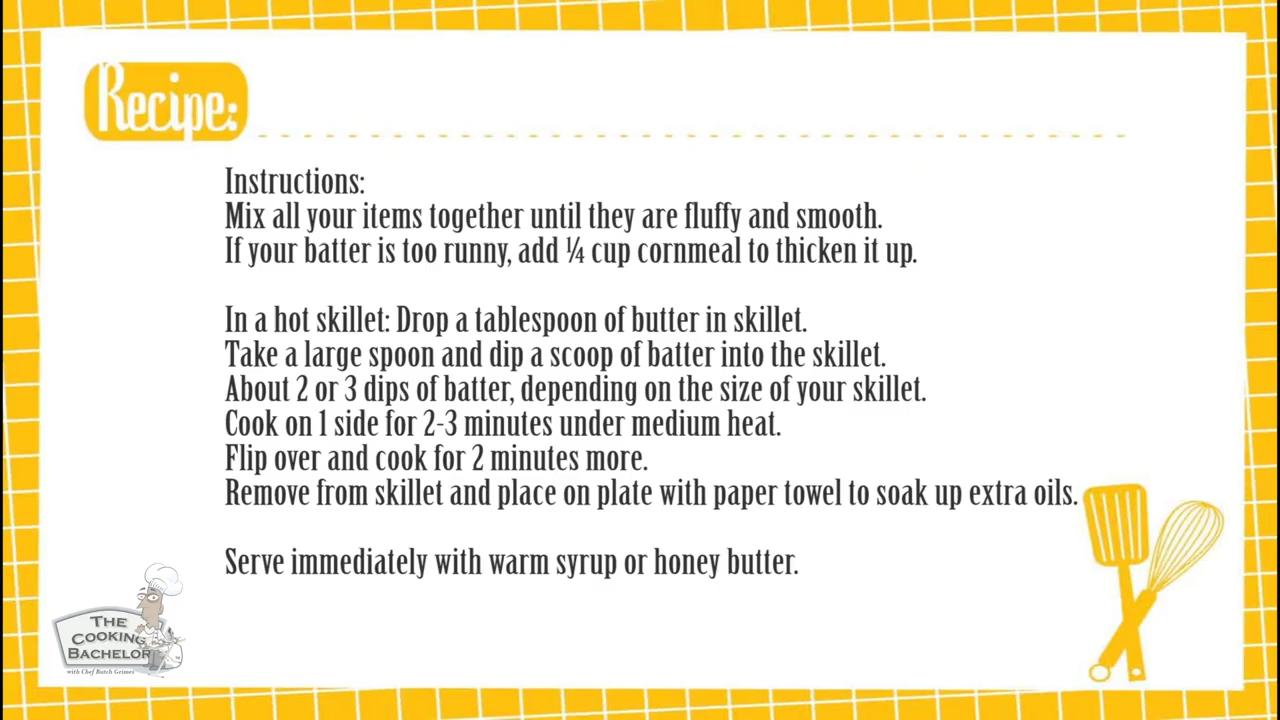 Recipe:
Instructions:
Mix all your items together until they are fluffy and smooth.
If your batter is too runny, add ¼ cup cornmeal to thicken it up.
In a hot skillet: Drop a tablespoon of butter in skillet.
Take a large spoon and dip a scoop of batter into the skillet.
About 2 or 3 dips of batter, depending on the size of your skillet.
Cook on 1 side for 2-3 minutes under medium heat.
Flip over and cook for 2 minutes more.
Remove from skillet and place on plate with paper towel to soak up extra oils.
Serve immediately with warm syrup or honey butter.
THE
COOKING
BACHELOR
with Chef Butch Grimes